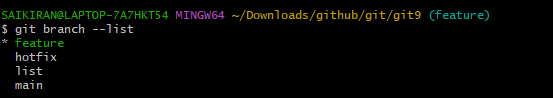 SAIKIRAN@LAPTOP-7A7HKT54 MINGW64 ~/Downloads/github/git/git9 (feature)
$ git branch --list
* feature
  hotfix
  list
  main